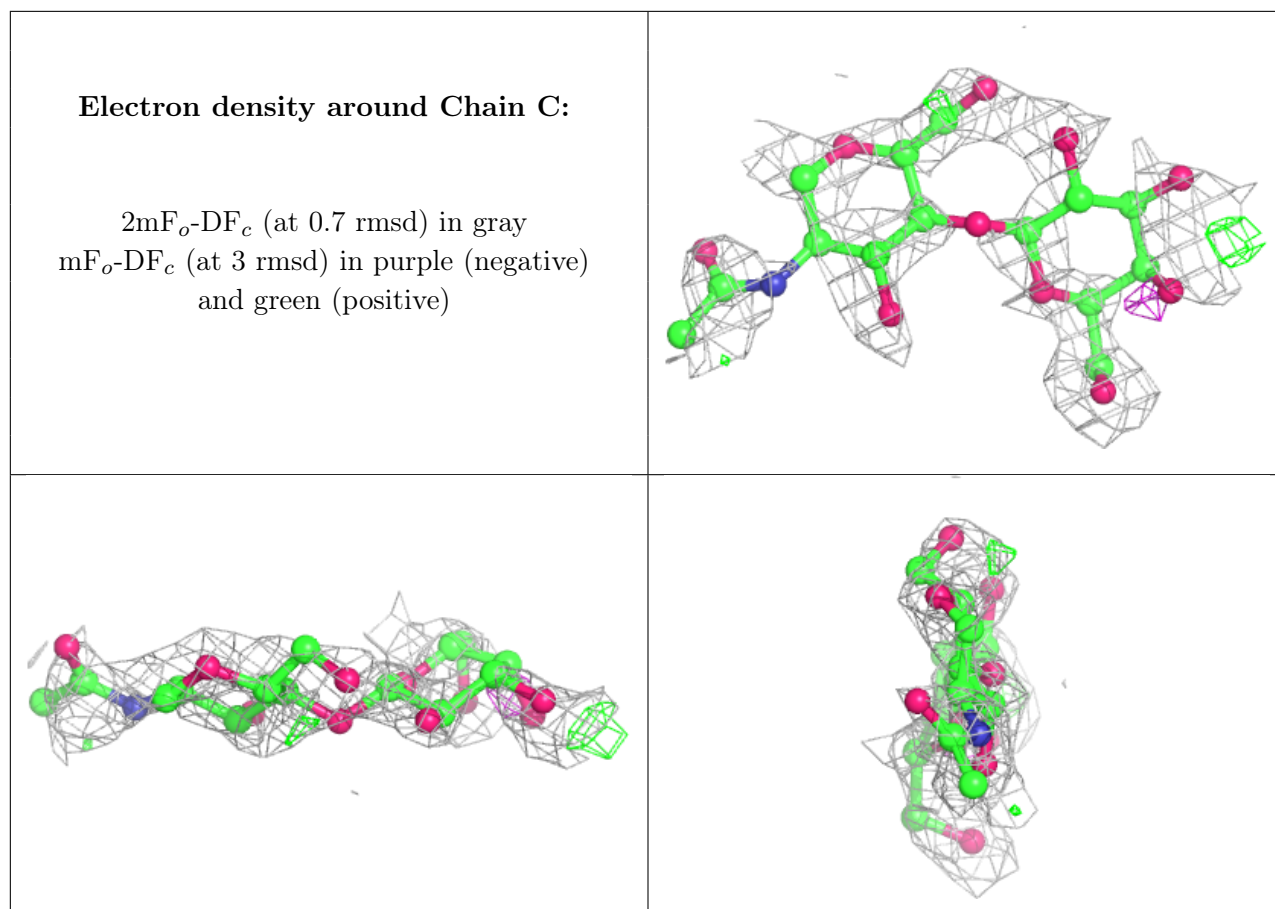 Electron density around Chain C:
2mFo-DFc (at 0.7 rmsd) in gray
mFo-DFc (at 3 rmsd) in purple (negative)
and green (positive)